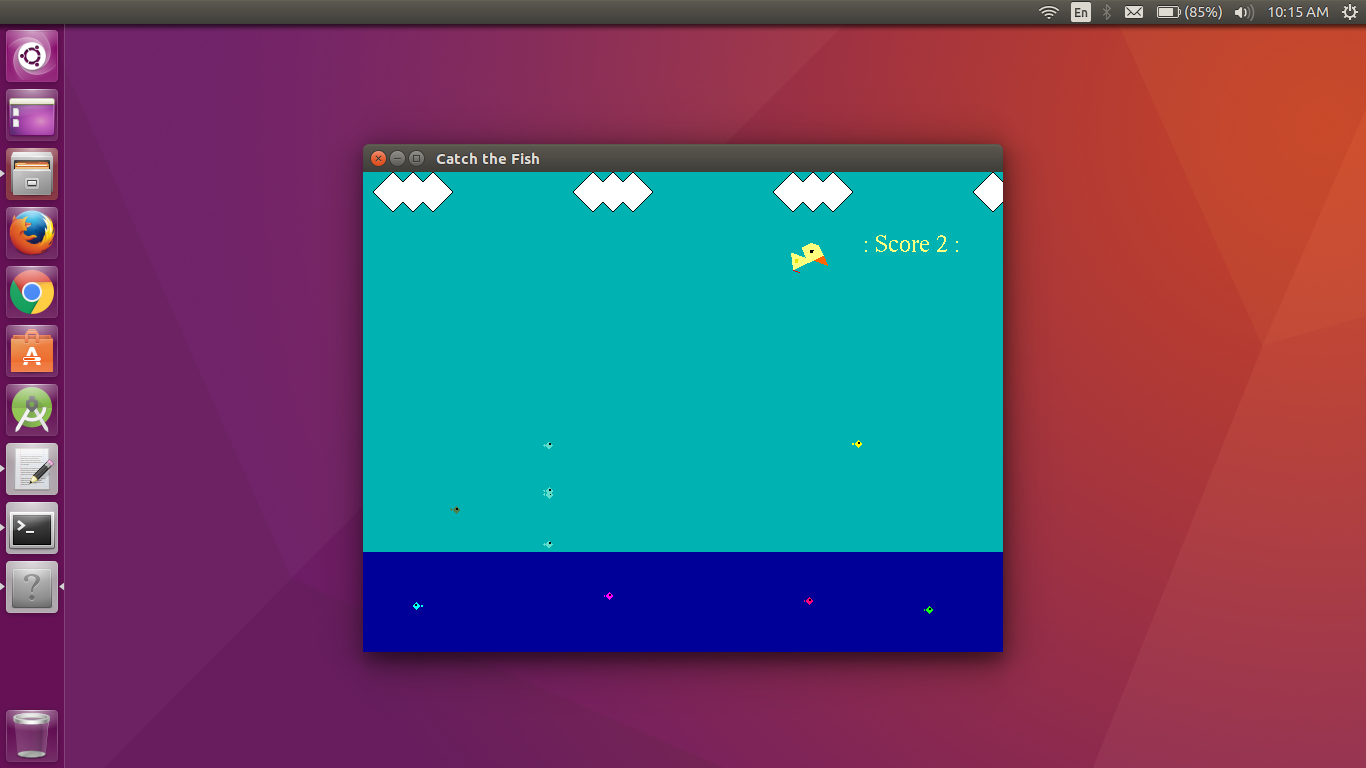 En (85%) 10:15 AM
Catch the Fish
: Score 2 :